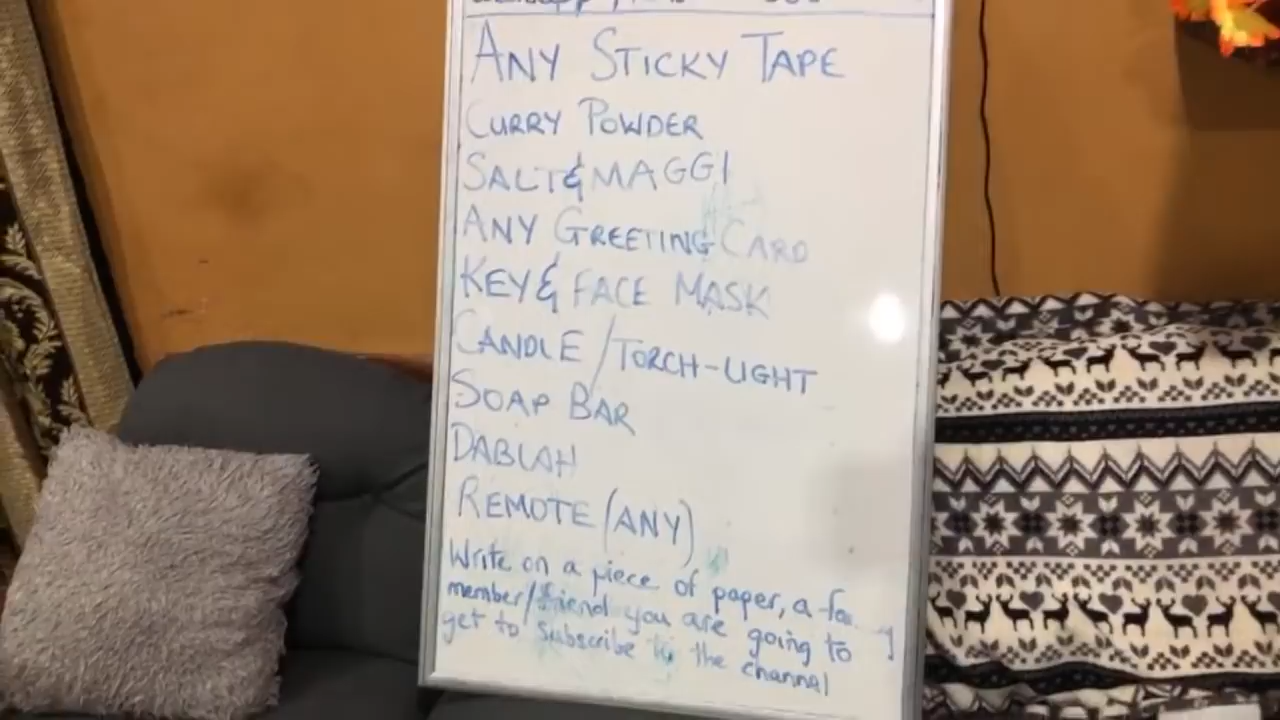 ANY STICKY TAPE
CURRY POWDER
SALT & MAGGI
ANY GREETING CARD
KEY & FACE MASK
CANDLE / TORCH-LIGHT
SOAP BAR
DABLAH
REMOTE (ANY)
Write on a piece of paper, a
member/friend you are going to
get to subscribe to the channel